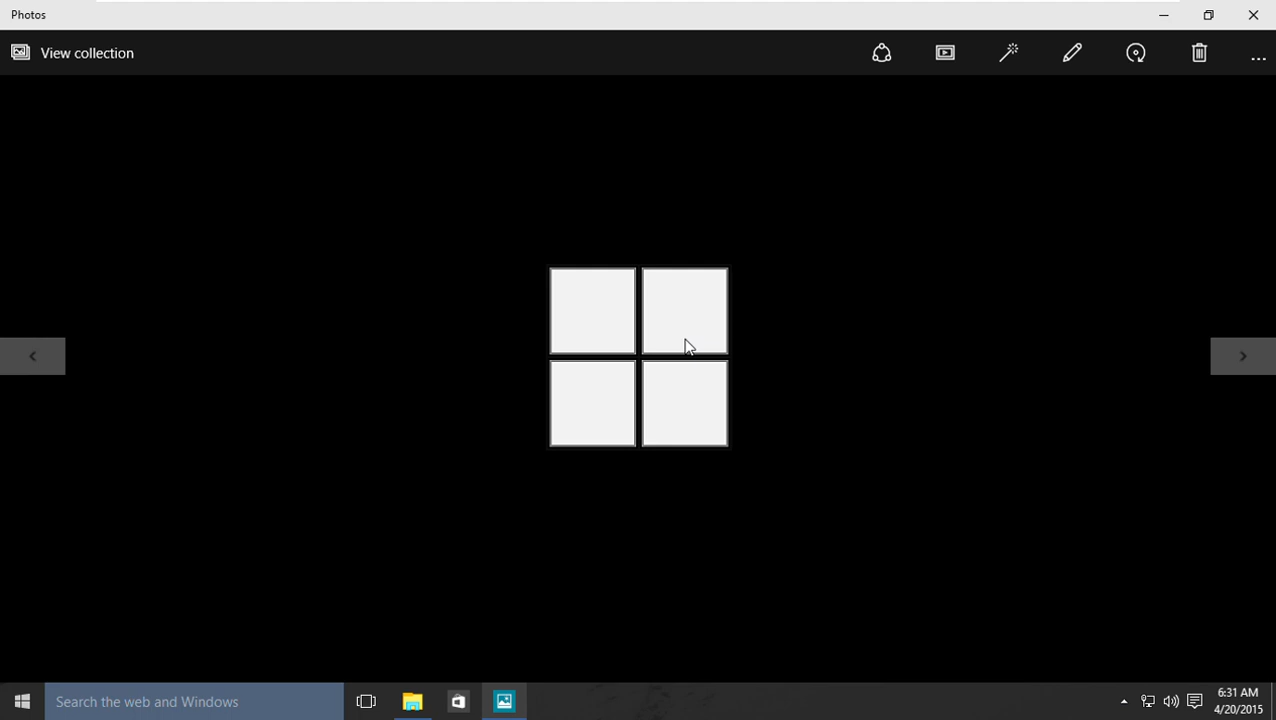 Photos
View collection
Search the web and Windows
6:31 AM
4/20/2015